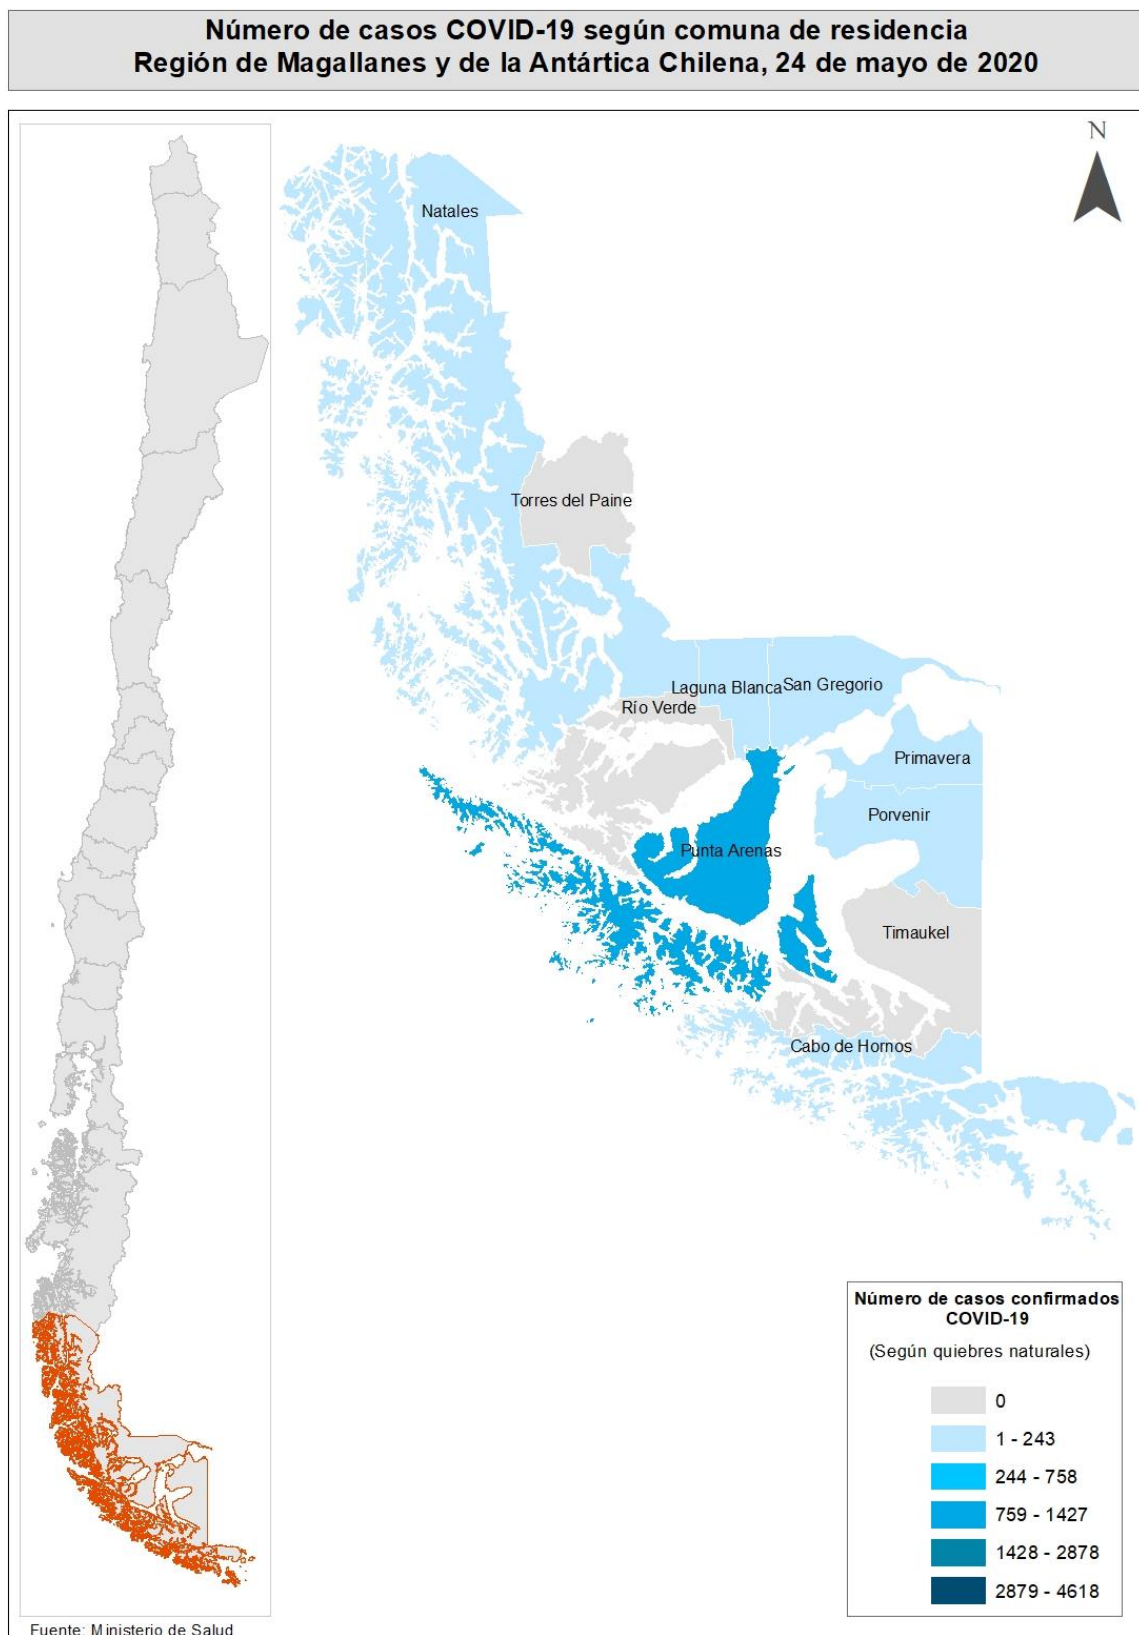 Número de casos COVID-19 según comuna de residencia
Región de Magallanes y de la Antártica Chilena, 24 de mayo de 2020
N
Natales
Torres del Paine
Laguna Blanca
San Gregorio
Río Verde
Primavera
Porvenir
Punta Arenas
Timaukel
Cabo de Hornos
Número de casos confirmados
COVID-19
(Según quiebres naturales)
0
1 - 243
244 - 758
759 - 1427
1428 - 2878
2879 - 4618
Fuente: Ministerio de Salud